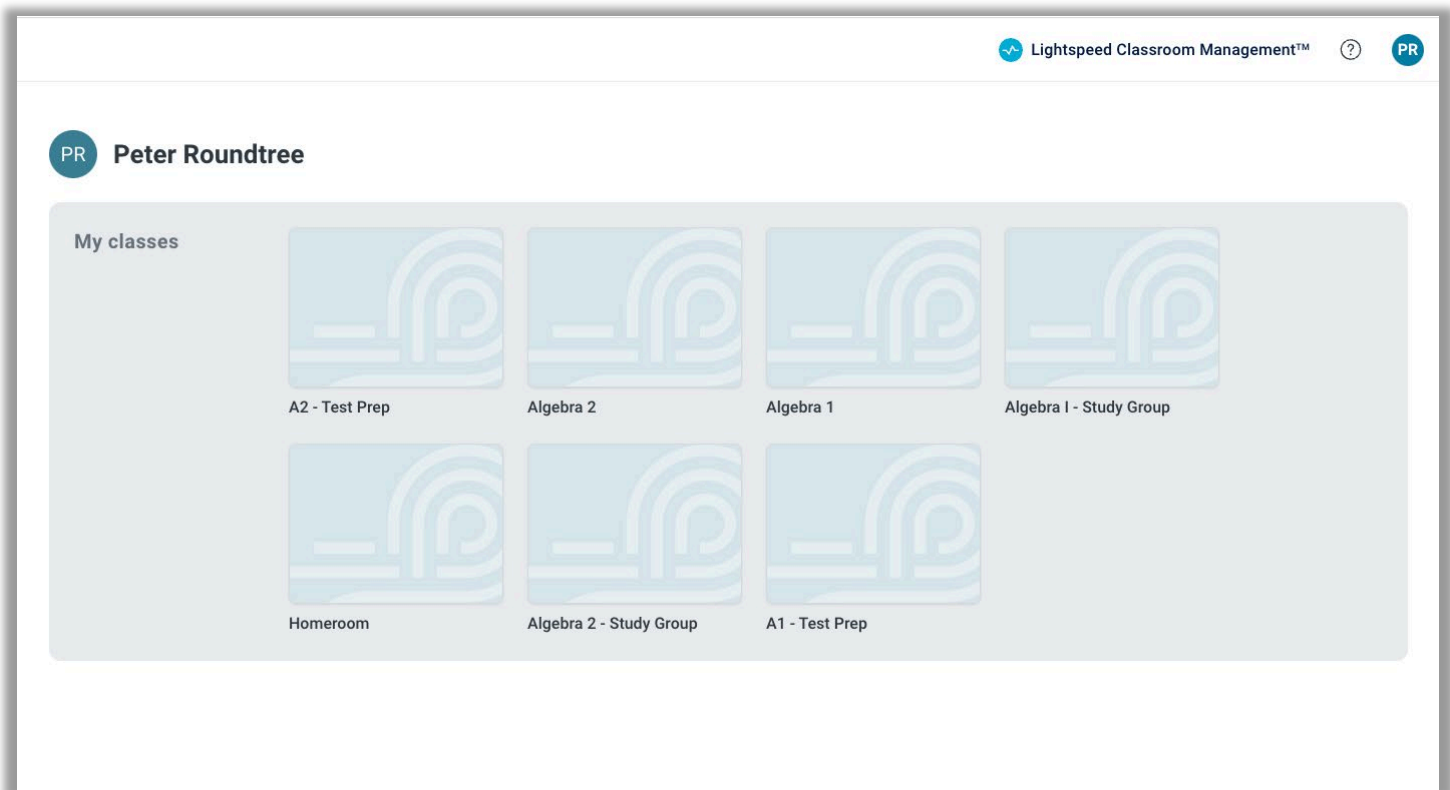 Lightspeed Classroom Management™ ? PR
PR Peter Roundtree
My classes
A2 - Test Prep
Algebra 2
Algebra 1
Algebra I - Study Group
Homeroom
Algebra 2 - Study Group
A1 - Test Prep